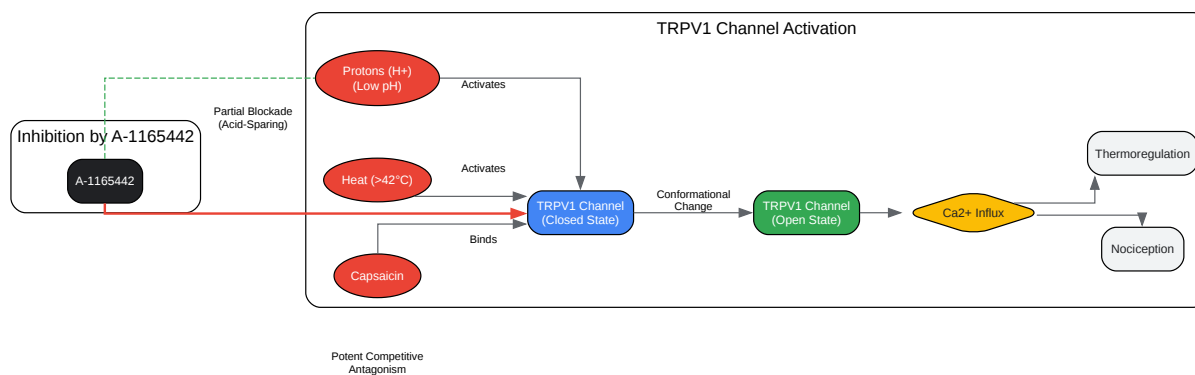 TRPV1 Channel Activation
Protons (H+)
(Low pH)
Activates
Partial Blockade
(Acid-Sparing)
Inhibition by A-1165442
A-1165442
Heat (>42°C)
Activates
TRPV1 Channel
(Closed State)
Conformational
Change
TRPV1 Channel
(Open State)
Ca2+ Influx
Thermoregulation
Nociception
Binds
Capsaicin
Potent Competitive
Antagonism